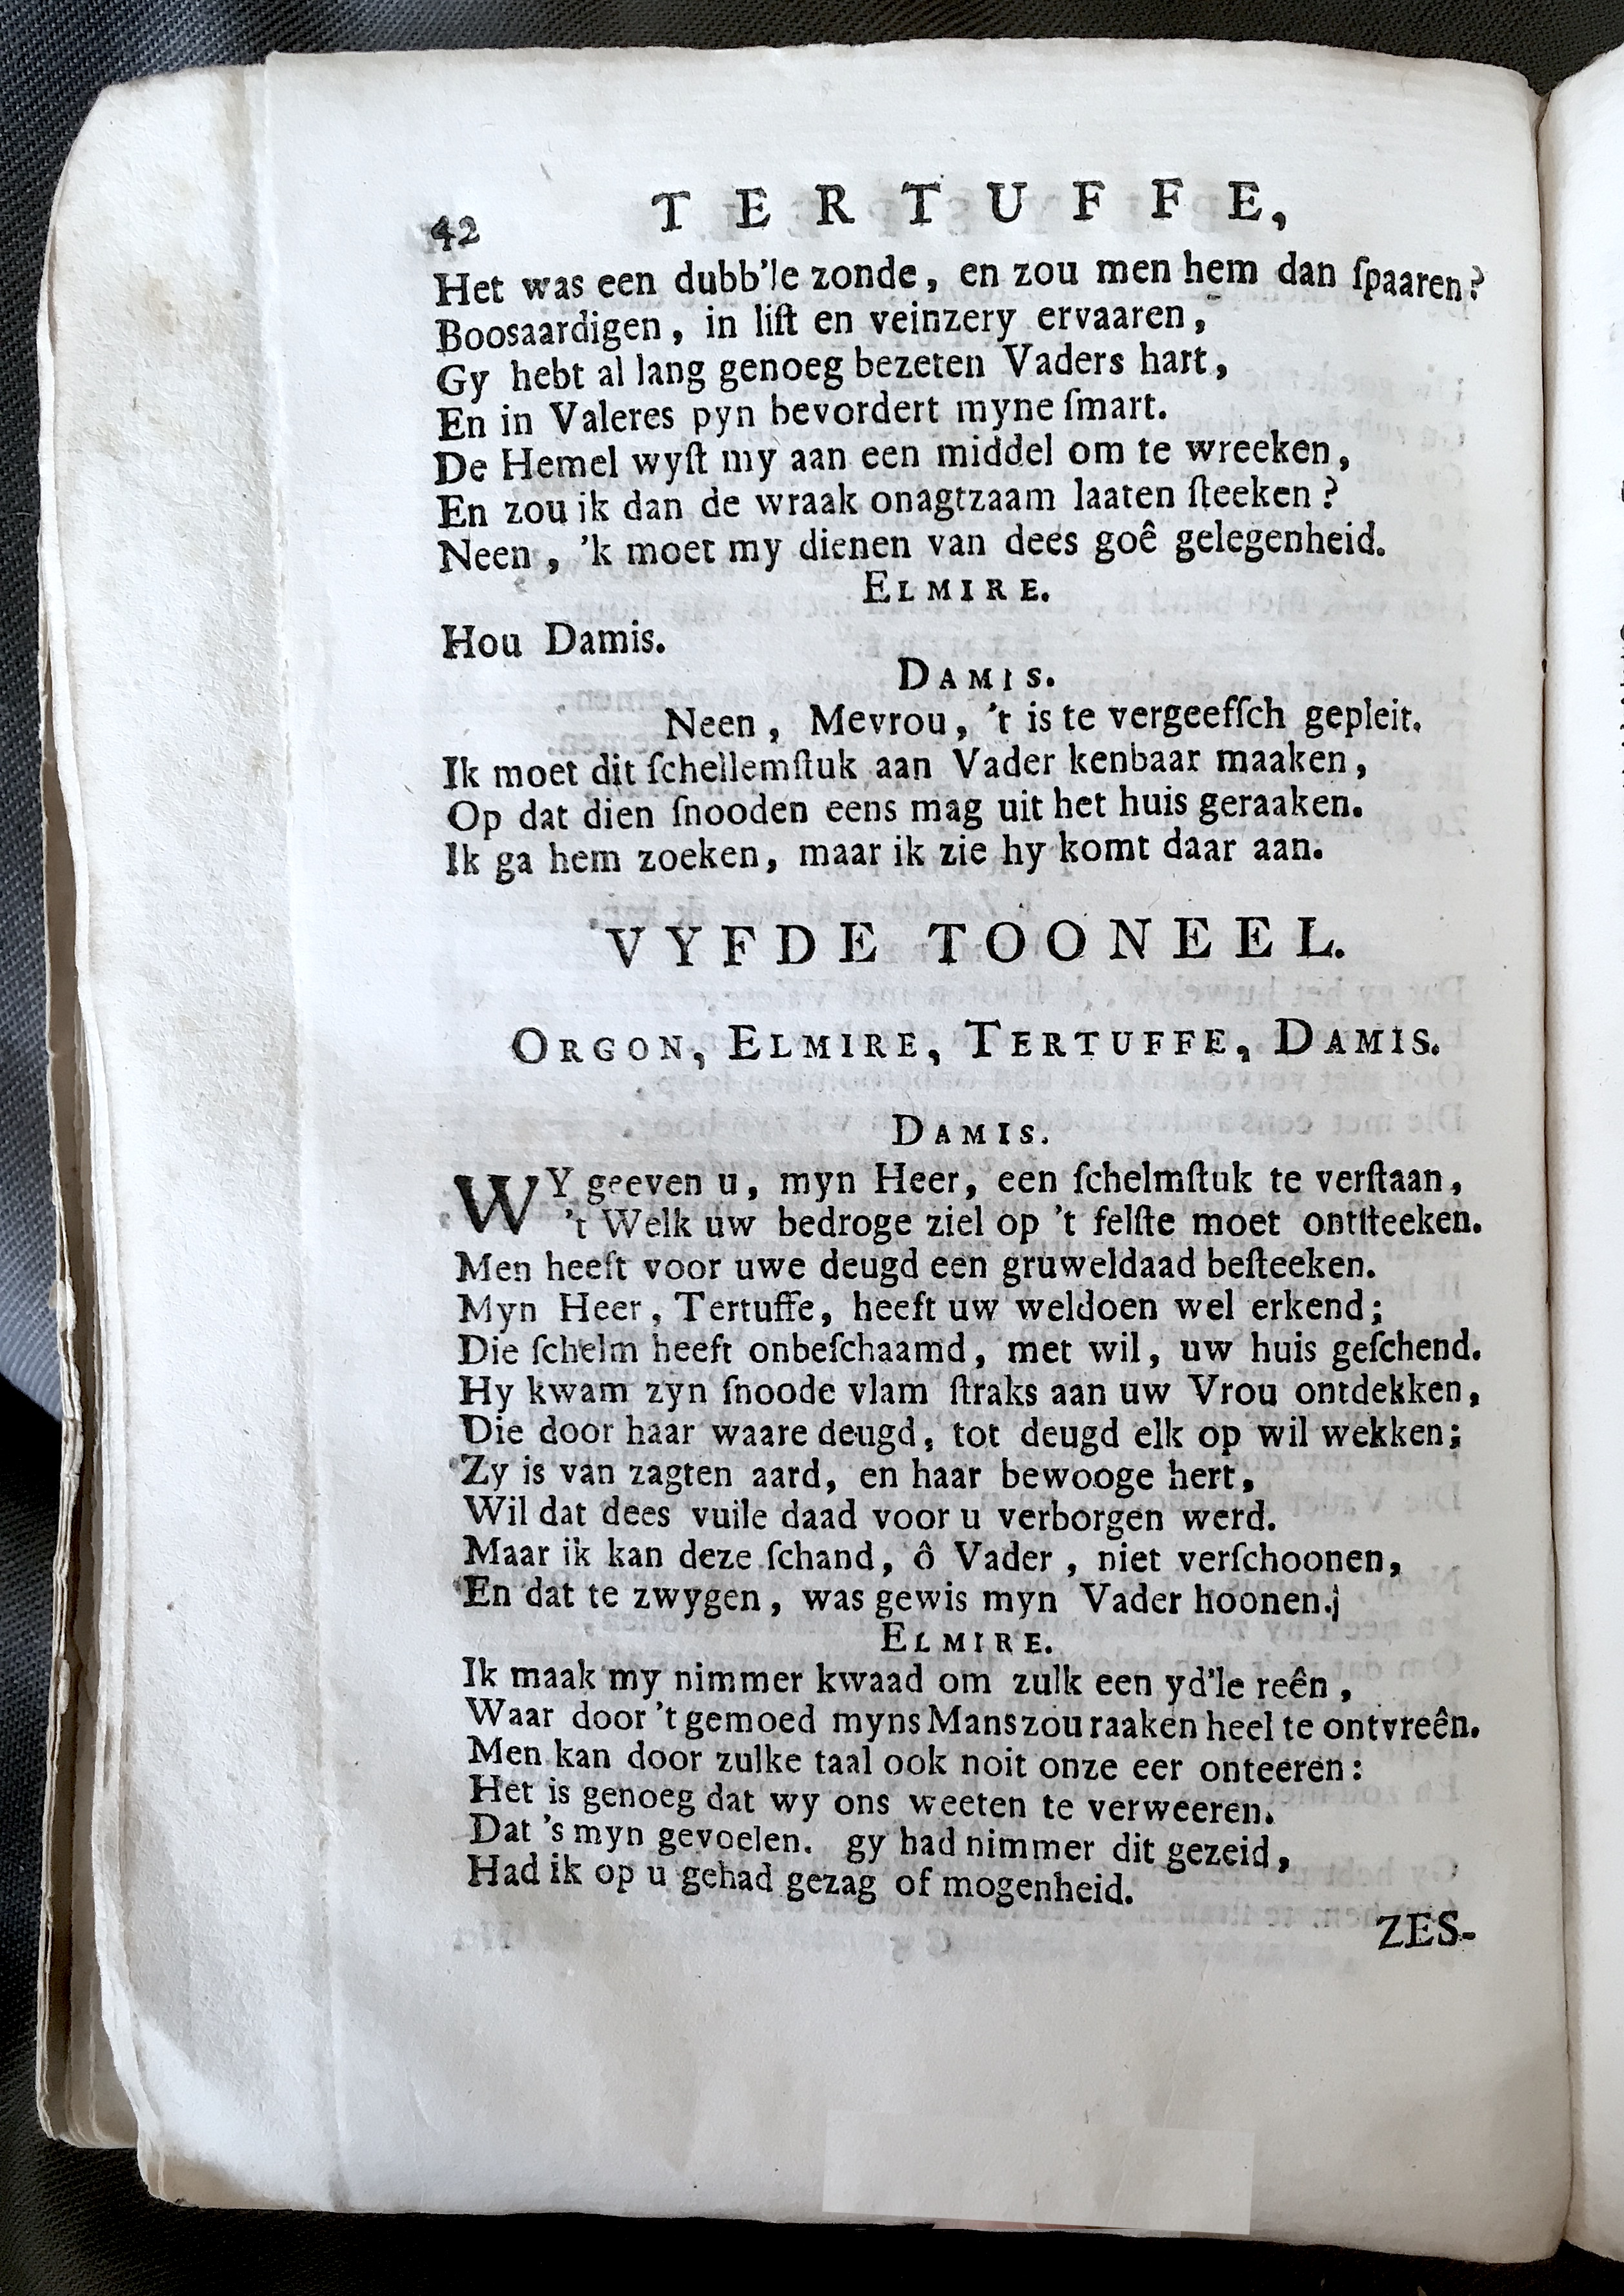 42 TERTUFFE,
Het was een dubb'le zonde, en zou men hem dan ſpaaren?
Boosaardigen, in liſt en veinzery ervaaren,
Gy hebt al lang genoeg bezeten Vaders hart,
En in Valeres pyn bevordert myne ſmart.
De Hemel wyſt my aan een middel om te wreeken,
En zou ik dan de wraak onagtzaam laaten ſteeken?
Neen, 'k moet my dienen van dees goê gelegenheid.
ELMIRE.
Hou Damis.
DAMIS.
Neen, Mevrou, 't is te vergeefſch gepleit.
Ik moet dit ſchellemſtuk aan Vader kenbaar maaken,
Op dat dien ſnooden eens mag uit het huis geraaken.
Ik ga hem zoeken, maar ik zie hy komt daar aan.
VYFDE TOONEEL.
ORGON, ELMIRE, TERTUFFE, DAMIS.
DAMIS.
WY geeven u, myn Heer, een ſchelmſtuk te verſtaan,
't Welk uw bedroge ziel op 't felſte moet ontſteeken.
Men heeft voor uwe deugd een gruweldaad beſteeken.
Myn Heer, Tertuffe, heeft uw weldoen wel erkend;
Die ſchelm heeft onbeſchaamd, met wil, uw huis geſchend.
Hy kwam zyn ſnoode vlam ſtraks aan uw Vrou ontdekken,
Die door haar waare deugd, tot deugd elk op wil wekken;
Zy is van zagten aard, en haar bewooge hert,
Wil dat dees vuile daad voor u verborgen werd.
Maar ik kan deze ſchand, ô Vader, niet verſchoonen,
En dat te zwygen, was gewis myn Vader hoonen.j
ELMIRE.
Ik maak my nimmer kwaad om zulk een yd'le reên,
Waar door 't gemoed myns Mans zou raaken heel te ontvreên.
Men kan door zulke taal ook noit onze eer onteeren:
Het is genoeg dat wy ons weeten te verweeren.
Dat 's myn gevoelen. gy had nimmer dit gezeid,
Had ik op u gehad gezag of mogenheid.
ZES-